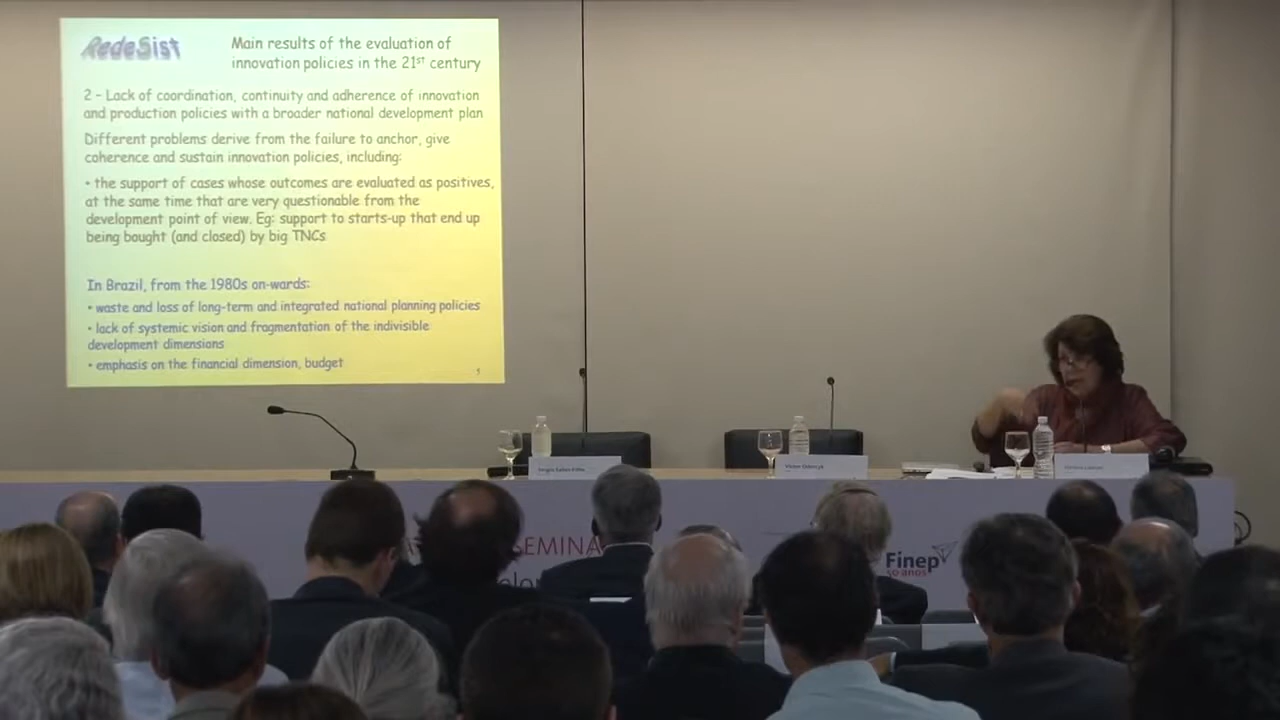 RedeSist
Main results of the evaluation of
innovation policies in the 21st century
2 – Lack of coordination, continuity and adherence of innovation
and production policies with a broader national development plan
Different problems derive from the failure to anchor, give
coherence and sustain innovation policies, including:
• the support of cases whose outcomes are evaluated as positives,
at the same time that are very questionable from the
development point of view. Eg: support to starts-up that end up
being bought (and closed) by big TNCs
In Brazil, from the 1980s on-wards:
• waste and loss of long-term and integrated national planning policies
• lack of systemic vision and fragmentation of the indivisible
development dimensions
• emphasis on the financial dimension, budget
5
SEMINA
elop
Finep
50 anos